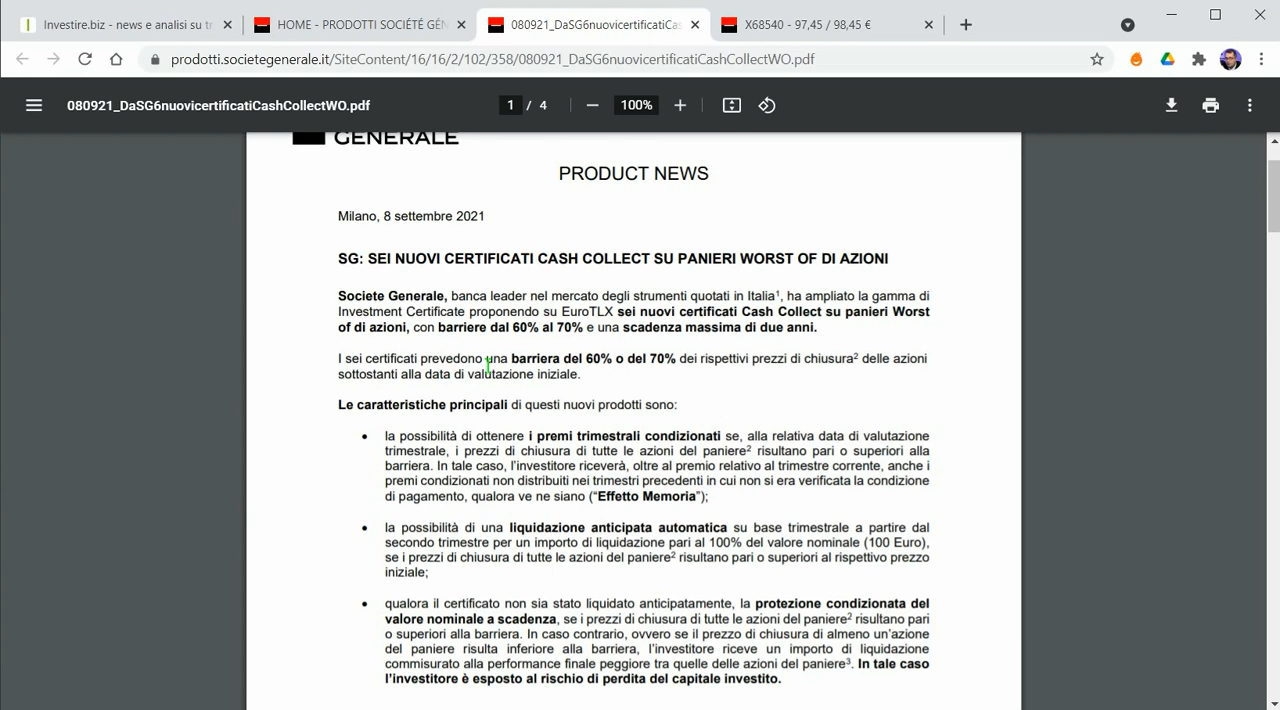 Investire.biz - news e analisi su tr
HOME - PRODOTTI SOCIÉTÉ GÉN
080921_DaSG6nuovicertificatiCas
X68540 - 97,45 / 98,45 €
prodotti.societegenerale.it/SiteContent/16/16/2/102/358/080921_DaSG6nuovicertificatiCashCollectWO.pdf
080921_DaSG6nuovicertificatiCashCollectWO.pdf
1 / 4
100%
GENERALE
PRODUCT NEWS
Milano, 8 settembre 2021
SG: SEI NUOVI CERTIFICATI CASH COLLECT SU PANIERI WORST OF DI AZIONI
Societe Generale, banca leader nel mercato degli strumenti quotati in Italia¹, ha ampliato la gamma di
Investment Certificate proponendo su EuroTLX sei nuovi certificati Cash Collect su panieri Worst
of di azioni, con barriere dal 60% al 70% e una scadenza massima di due anni.
I sei certificati prevedono una barriera del 60% o del 70% dei rispettivi prezzi di chiusura² delle azioni
sottostanti alla data di valutazione iniziale.
Le caratteristiche principali di questi nuovi prodotti sono:
• la possibilità di ottenere i premi trimestrali condizionati se, alla relativa data di valutazione
trimestrale, i prezzi di chiusura di tutte le azioni del paniere² risultano pari o superiori alla
barriera. In tale caso, l'investitore riceverà, oltre al premio relativo al trimestre corrente, anche i
premi condizionati non distribuiti nei trimestri precedenti in cui non si era verificata la condizione
di pagamento, qualora ve ne siano (“Effetto Memoria”);
• la possibilità di una liquidazione anticipata automatica su base trimestrale a partire dal
secondo trimestre per un importo di liquidazione pari al 100% del valore nominale (100 Euro),
se i prezzi di chiusura di tutte le azioni del paniere² risultano pari o superiori al rispettivo prezzo
iniziale;
• qualora il certificato non sia stato liquidato anticipatamente, la protezione condizionata del
valore nominale a scadenza, se i prezzi di chiusura di tutte le azioni del paniere² risultano pari
o superiori alla barriera. In caso contrario, ovvero se il prezzo di chiusura di almeno un'azione
del paniere risulta inferiore alla barriera, l'investitore riceve un importo di liquidazione
commisurato alla performance finale peggiore tra quelle delle azioni del paniere³. In tale caso
l'investitore è esposto al rischio di perdita del capitale investito.